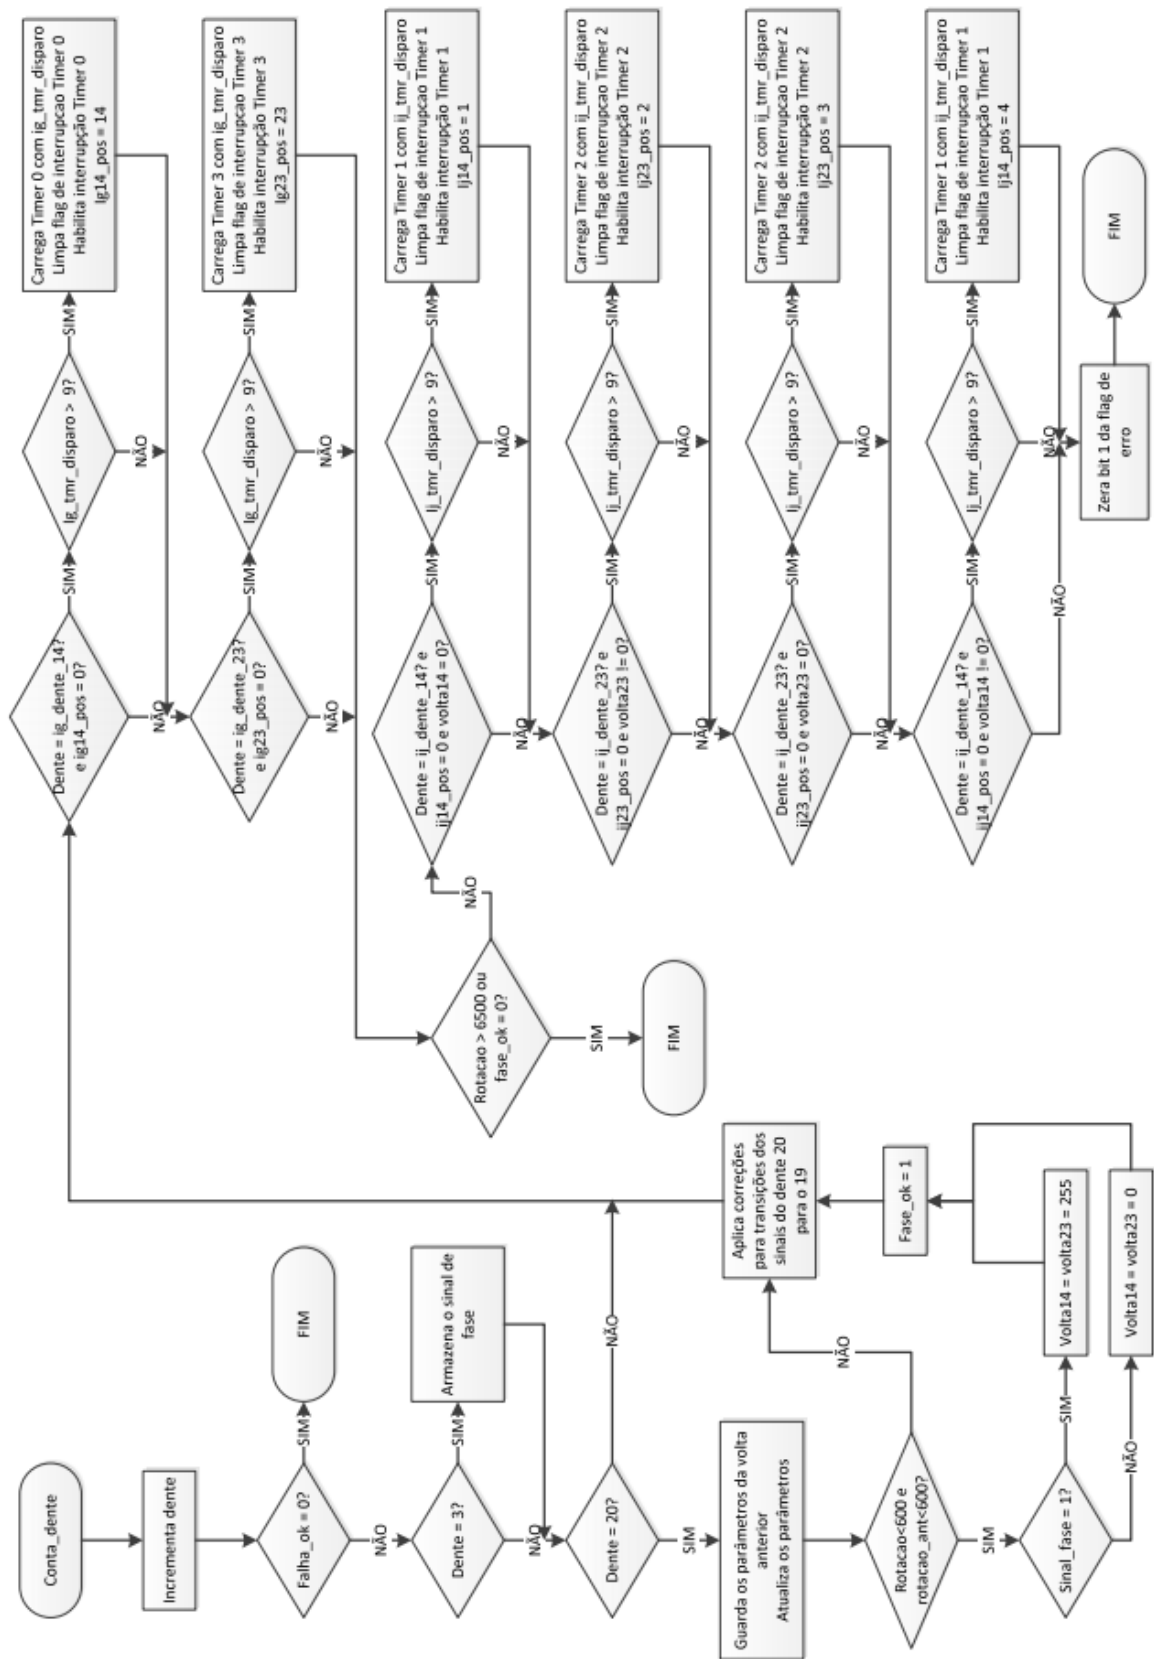 Conta_dente
Incrementa dente
Falha_ok = 0?
SIM
FIM
NÃO
Dente = 3?
SIM
Armazena o sinal de
fase
NÃO
Dente = 20?
NÃO
SIM
Guarda os parâmetros da volta
anterior
Atualiza os parâmetros
Rotacao<600 e
rotacao_ant<600?
NÃO
SIM
Sinal_fase = 1?
SIM
Volta14 = volta23 = 255
NÃO
Volta14 = volta23 = 0
Fase_ok = 1
Aplica correções
para transições dos
sinais do dente 20
para o 19
Dente = ig_dente_14?
e ig14_pos = 0?
SIM
Ig_tmr_disparo > 9?
SIM
Carrega Timer 0 com ig_tmr_disparo
Limpa flag de interrupcao Timer 0
Habilita interrupção Timer 0
Ig14_pos = 14
NÃO
NÃO
Dente = ig_dente_23?
e ig23_pos = 0?
SIM
Ig_tmr_disparo > 9?
SIM
Carrega Timer 3 com ig_tmr_disparo
Limpa flag de interrupcao Timer 3
Habilita interrupção Timer 3
Ig23_pos = 23
NÃO
NÃO
Rotacao > 6500 ou
fase_ok = 0?
SIM
FIM
NÃO
Dente = ij_dente_14? e
ij14_pos = 0 e volta14 = 0?
SIM
Ij_tmr_disparo > 9?
SIM
Carrega Timer 1 com ij_tmr_disparo
Limpa flag de interrupcao Timer 1
Habilita interrupção Timer 1
Ij14_pos = 1
NÃO
NÃO
Dente = ij_dente_23? e
ij23_pos = 0 e volta23 != 0?
SIM
Ij_tmr_disparo > 9?
SIM
Carrega Timer 2 com ij_tmr_disparo
Limpa flag de interrupcao Timer 2
Habilita interrupção Timer 2
Ij23_pos = 2
NÃO
NÃO
Dente = ij_dente_23? e
ij23_pos = 0 e volta23 = 0?
SIM
Ij_tmr_disparo > 9?
SIM
Carrega Timer 2 com ij_tmr_disparo
Limpa flag de interrupcao Timer 2
Habilita interrupção Timer 2
Ij23_pos = 3
NÃO
NÃO
Dente = ij_dente_14? e
ij14_pos = 0 e volta14 != 0?
SIM
Ij_tmr_disparo > 9?
SIM
Carrega Timer 1 com ij_tmr_disparo
Limpa flag de interrupcao Timer 1
Habilita interrupção Timer 1
Ij14_pos = 4
NÃO
NÃO
Zera bit 1 da flag de
erro
FIM